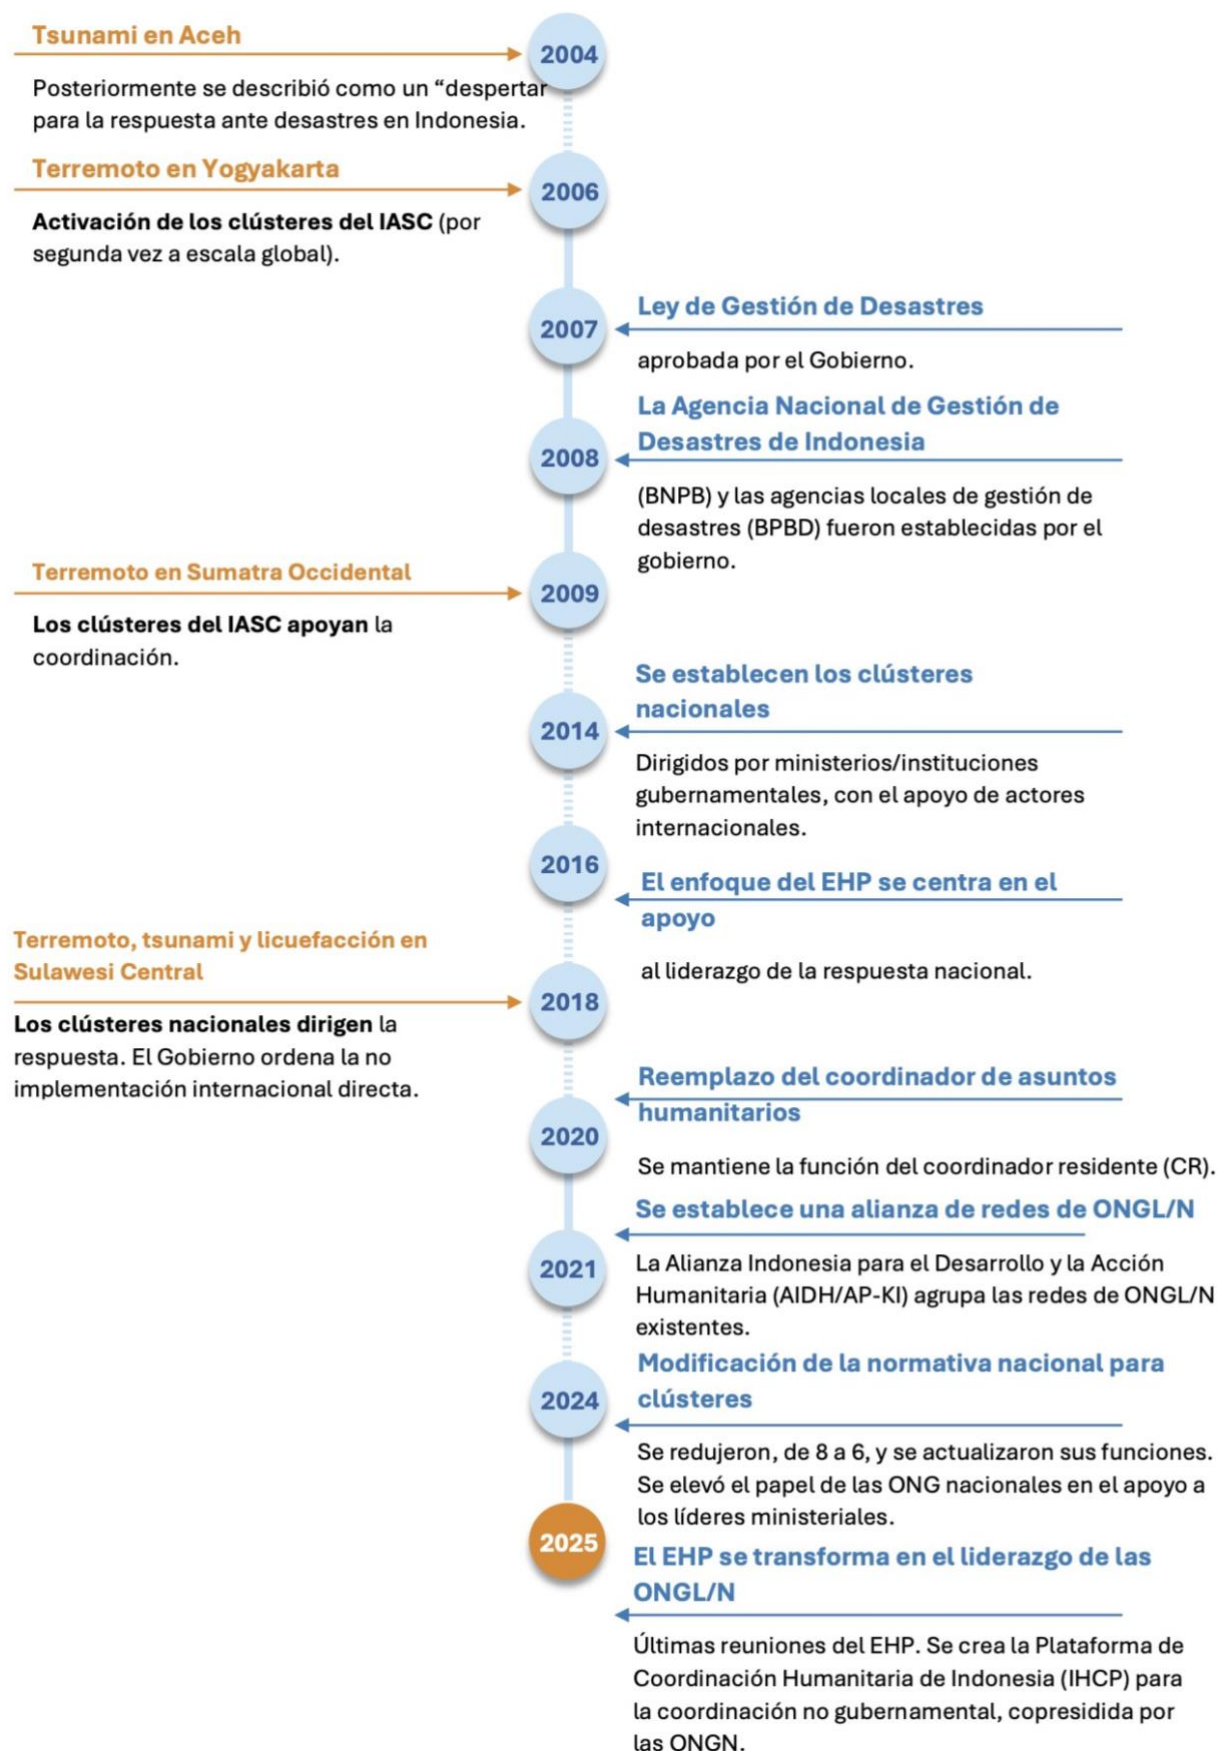 Tsunami en Aceh
2004
Posteriormente se describió como un “despertar
para la respuesta ante desastres en Indonesia.
Terremoto en Yogyakarta
2006
Activación de los clústeres del IASC (por
segunda vez a escala global).
Ley de Gestión de Desastres
2007
aprobada por el Gobierno.
La Agencia Nacional de Gestión de
Desastres de Indonesia
2008
(BNPB) y las agencias locales de gestión de
desastres (BPBD) fueron establecidas por el
gobierno.
Terremoto en Sumatra Occidental
2009
Los clústeres del IASC apoyan la
coordinación.
Se establecen los clústeres
nacionales
2014
Dirigidos por ministerios/instituciones
gubernamentales, con el apoyo de actores
internacionales.
2016
El enfoque del EHP se centra en el
apoyo
al liderazgo de la respuesta nacional.
Terremoto, tsunami y licuefacción en
Sulawesi Central
2018
Los clústeres nacionales dirigen la
respuesta. El Gobierno ordena la no
implementación internacional directa.
Reemplazo del coordinador de asuntos
humanitarios
2020
Se mantiene la función del coordinador residente (CR).
Se establece una alianza de redes de ONGL/N
2021
La Alianza Indonesia para el Desarrollo y la Acción
Humanitaria (AIDH/AP-KI) agrupa las redes de ONGL/N
existentes.
Modificación de la normativa nacional para
clústeres
2024
Se redujeron, de 8 a 6, y se actualizaron sus funciones.
Se elevó el papel de las ONG nacionales en el apoyo a
los líderes ministeriales.
2025
El EHP se transforma en el liderazgo de las
ONGL/N
Últimas reuniones del EHP. Se crea la Plataforma de
Coordinación Humanitaria de Indonesia (IHCP) para
la coordinación no gubernamental, copresidida por
las ONGN.